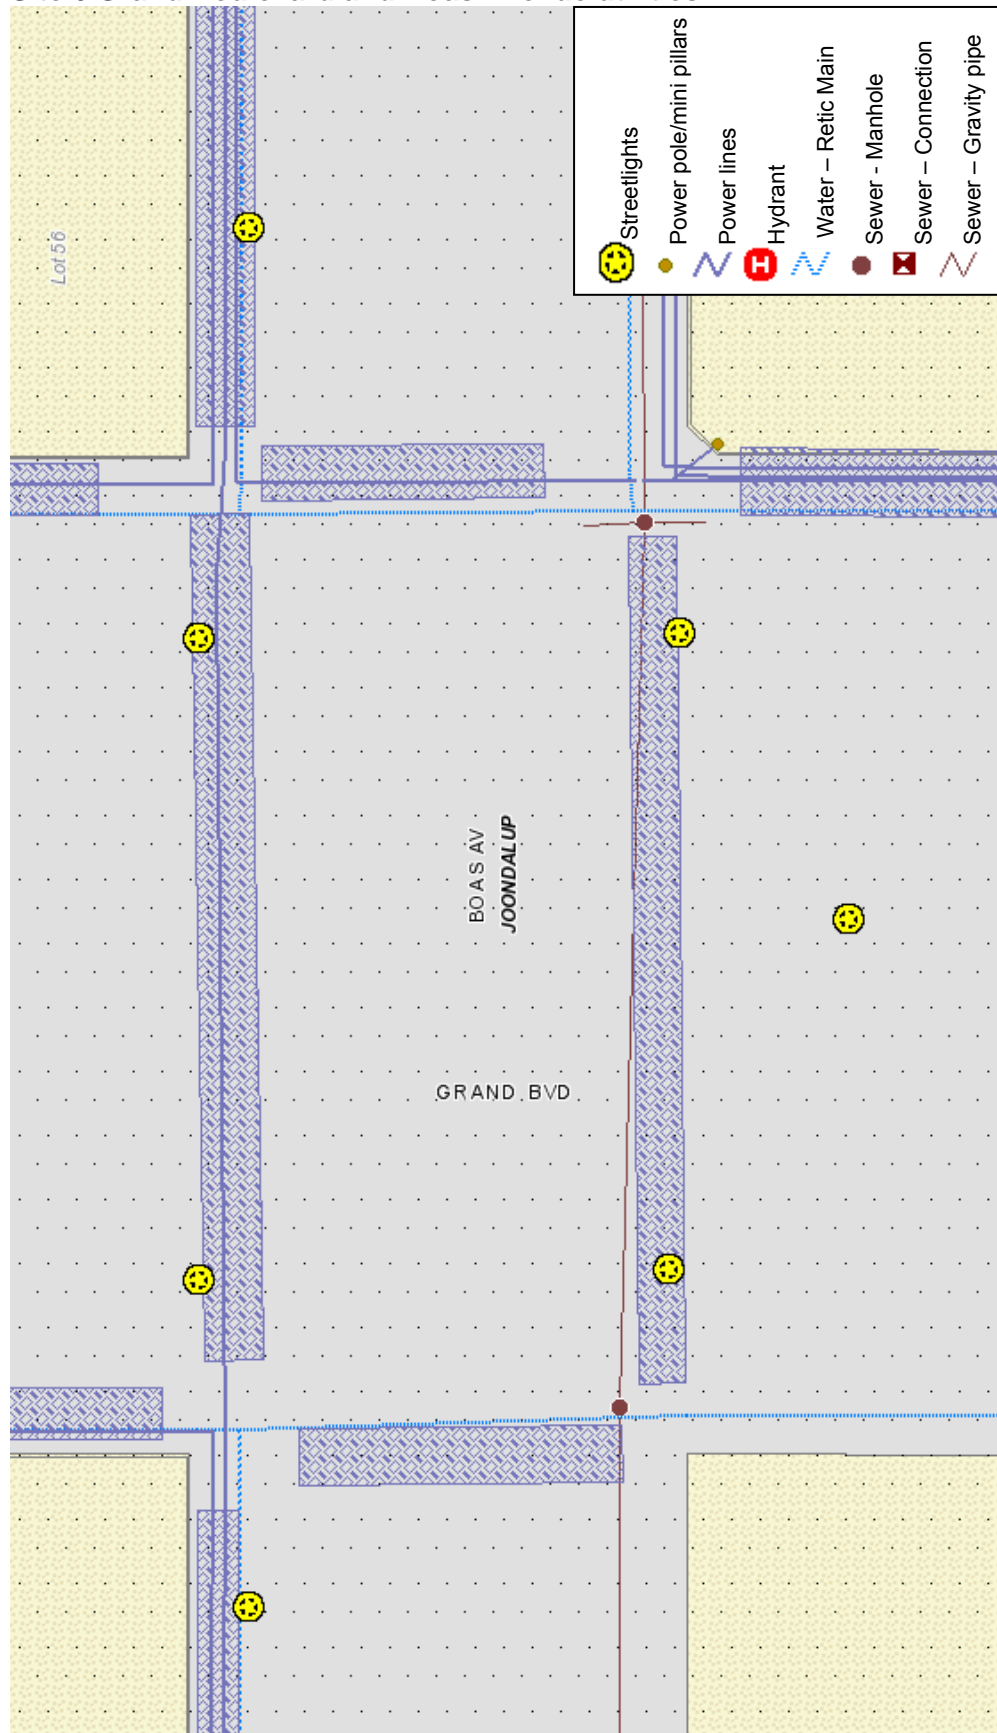 Lot 56
Streetlights
Power pole/mini pillars
Power lines
H
Hydrant
Water – Retic Main
Sewer - Manhole
Sewer – Connection
Sewer – Gravity pipe
BOAS AV
JOONDALUP
GRAND BVD